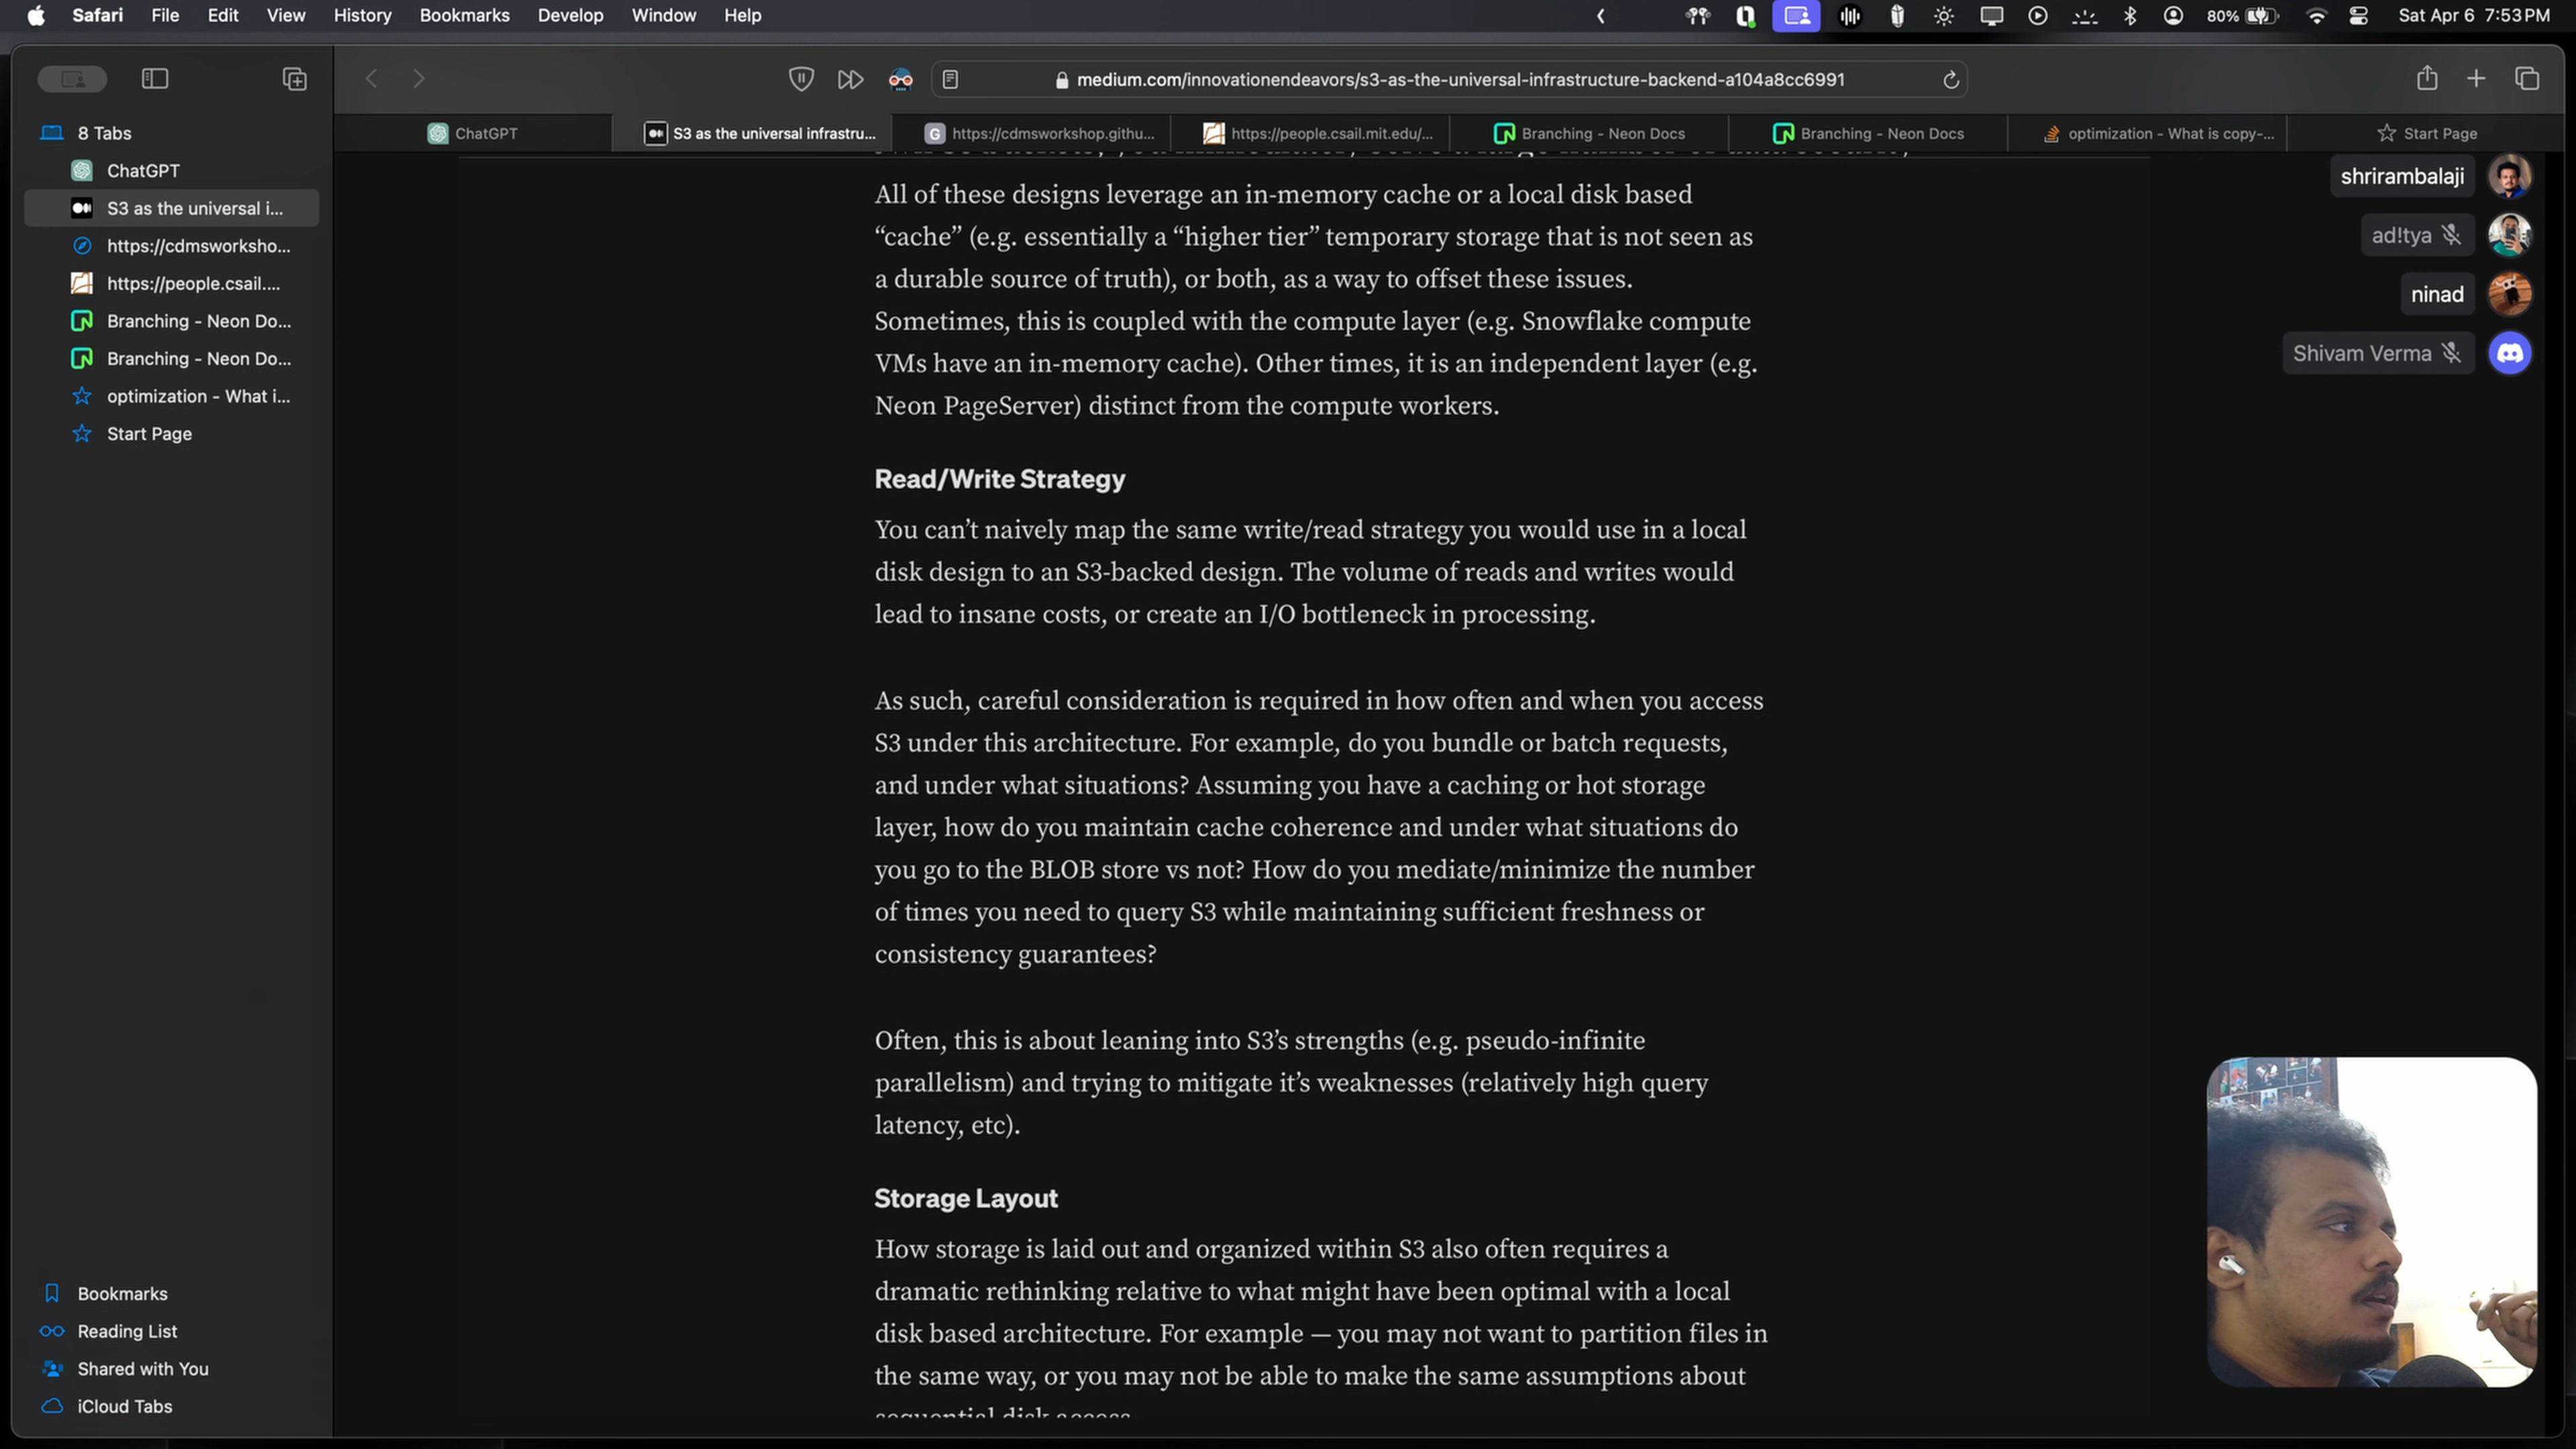 Safari File Edit View History Bookmarks Develop Window Help 80% Sat Apr 6 7:53 PM
medium.com/innovationendeavors/s3-as-the-universal-infrastructure-backend-a104a8cc6991
ChatGPT
S3 as the universal infrastru...
https://cdmsworkshop.githu...
https://people.csail.mit.edu/...
Branching - Neon Docs
Branching - Neon Docs
optimization - What is copy-...
Start Page
8 Tabs
ChatGPT
S3 as the universal i...
https://cdmsworksho...
https://people.csail....
Branching - Neon Do...
Branching - Neon Do...
optimization - What i...
Start Page
Bookmarks
Reading List
Shared with You
iCloud Tabs
All of these designs leverage an in-memory cache or a local disk based
“cache” (e.g. essentially a “higher tier” temporary storage that is not seen as
a durable source of truth), or both, as a way to offset these issues.
Sometimes, this is coupled with the compute layer (e.g. Snowflake compute
VMs have an in-memory cache). Other times, it is an independent layer (e.g.
Neon PageServer) distinct from the compute workers.
Read/Write Strategy
You can’t naively map the same write/read strategy you would use in a local
disk design to an S3-backed design. The volume of reads and writes would
lead to insane costs, or create an I/O bottleneck in processing.
As such, careful consideration is required in how often and when you access
S3 under this architecture. For example, do you bundle or batch requests,
and under what situations? Assuming you have a caching or hot storage
layer, how do you maintain cache coherence and under what situations do
you go to the BLOB store vs not? How do you mediate/minimize the number
of times you need to query S3 while maintaining sufficient freshness or
consistency guarantees?
Often, this is about leaning into S3’s strengths (e.g. pseudo-infinite
parallelism) and trying to mitigate it’s weaknesses (relatively high query
latency, etc).
Storage Layout
How storage is laid out and organized within S3 also often requires a
dramatic rethinking relative to what might have been optimal with a local
disk based architecture. For example — you may not want to partition files in
the same way, or you may not be able to make the same assumptions about
sequential disk access
shrirambalaji
ad!tya
ninad
Shivam Verma